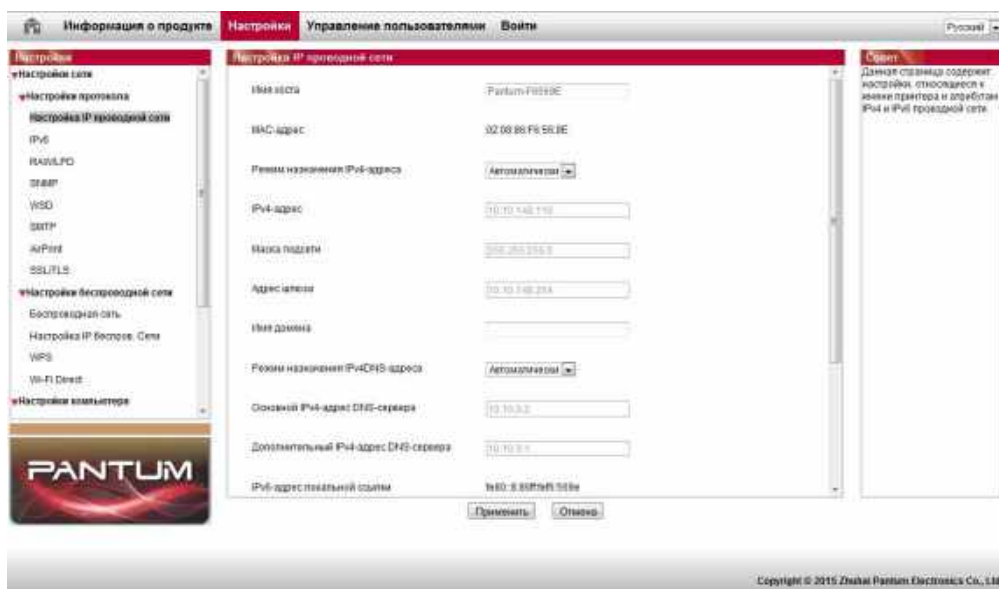 Информация о продукте Настройки Управление пользователями Войти Русский
Настройки
Настройки сети
Настройки протокола
Настройка IP проводной сети
IPv6
RAW/LPD
SNMP
WSD
SMTP
AirPrint
SSL/TLS
Настройки беспроводной сети
Беспроводная сеть
Настройка IP беспров. Сети
WPS
Wi-Fi Direct
Настройки компьютера
PANTUM
Настройка IP проводной сети
Имя хоста
MAC-адрес
Режим назначения IPv4-адреса Автоматически
IPv4-адрес
Маска подсети
Адрес шлюза
Имя домена
Режим назначения IPv4DNS-адреса Автоматически
Основной IPv4-адрес DNS-сервера
Дополнительный IPv4-адрес DNS-сервера
IPv6-адрес локальной ссылки
Применить Отмена
Совет
Данная страница содержит
настройки, относящиеся к
имени принтера и атрибутам
IPv4 и IPv6 проводной сети.
Copyright © 2015 Zhuhai Pantum Electronics Co., Ltd